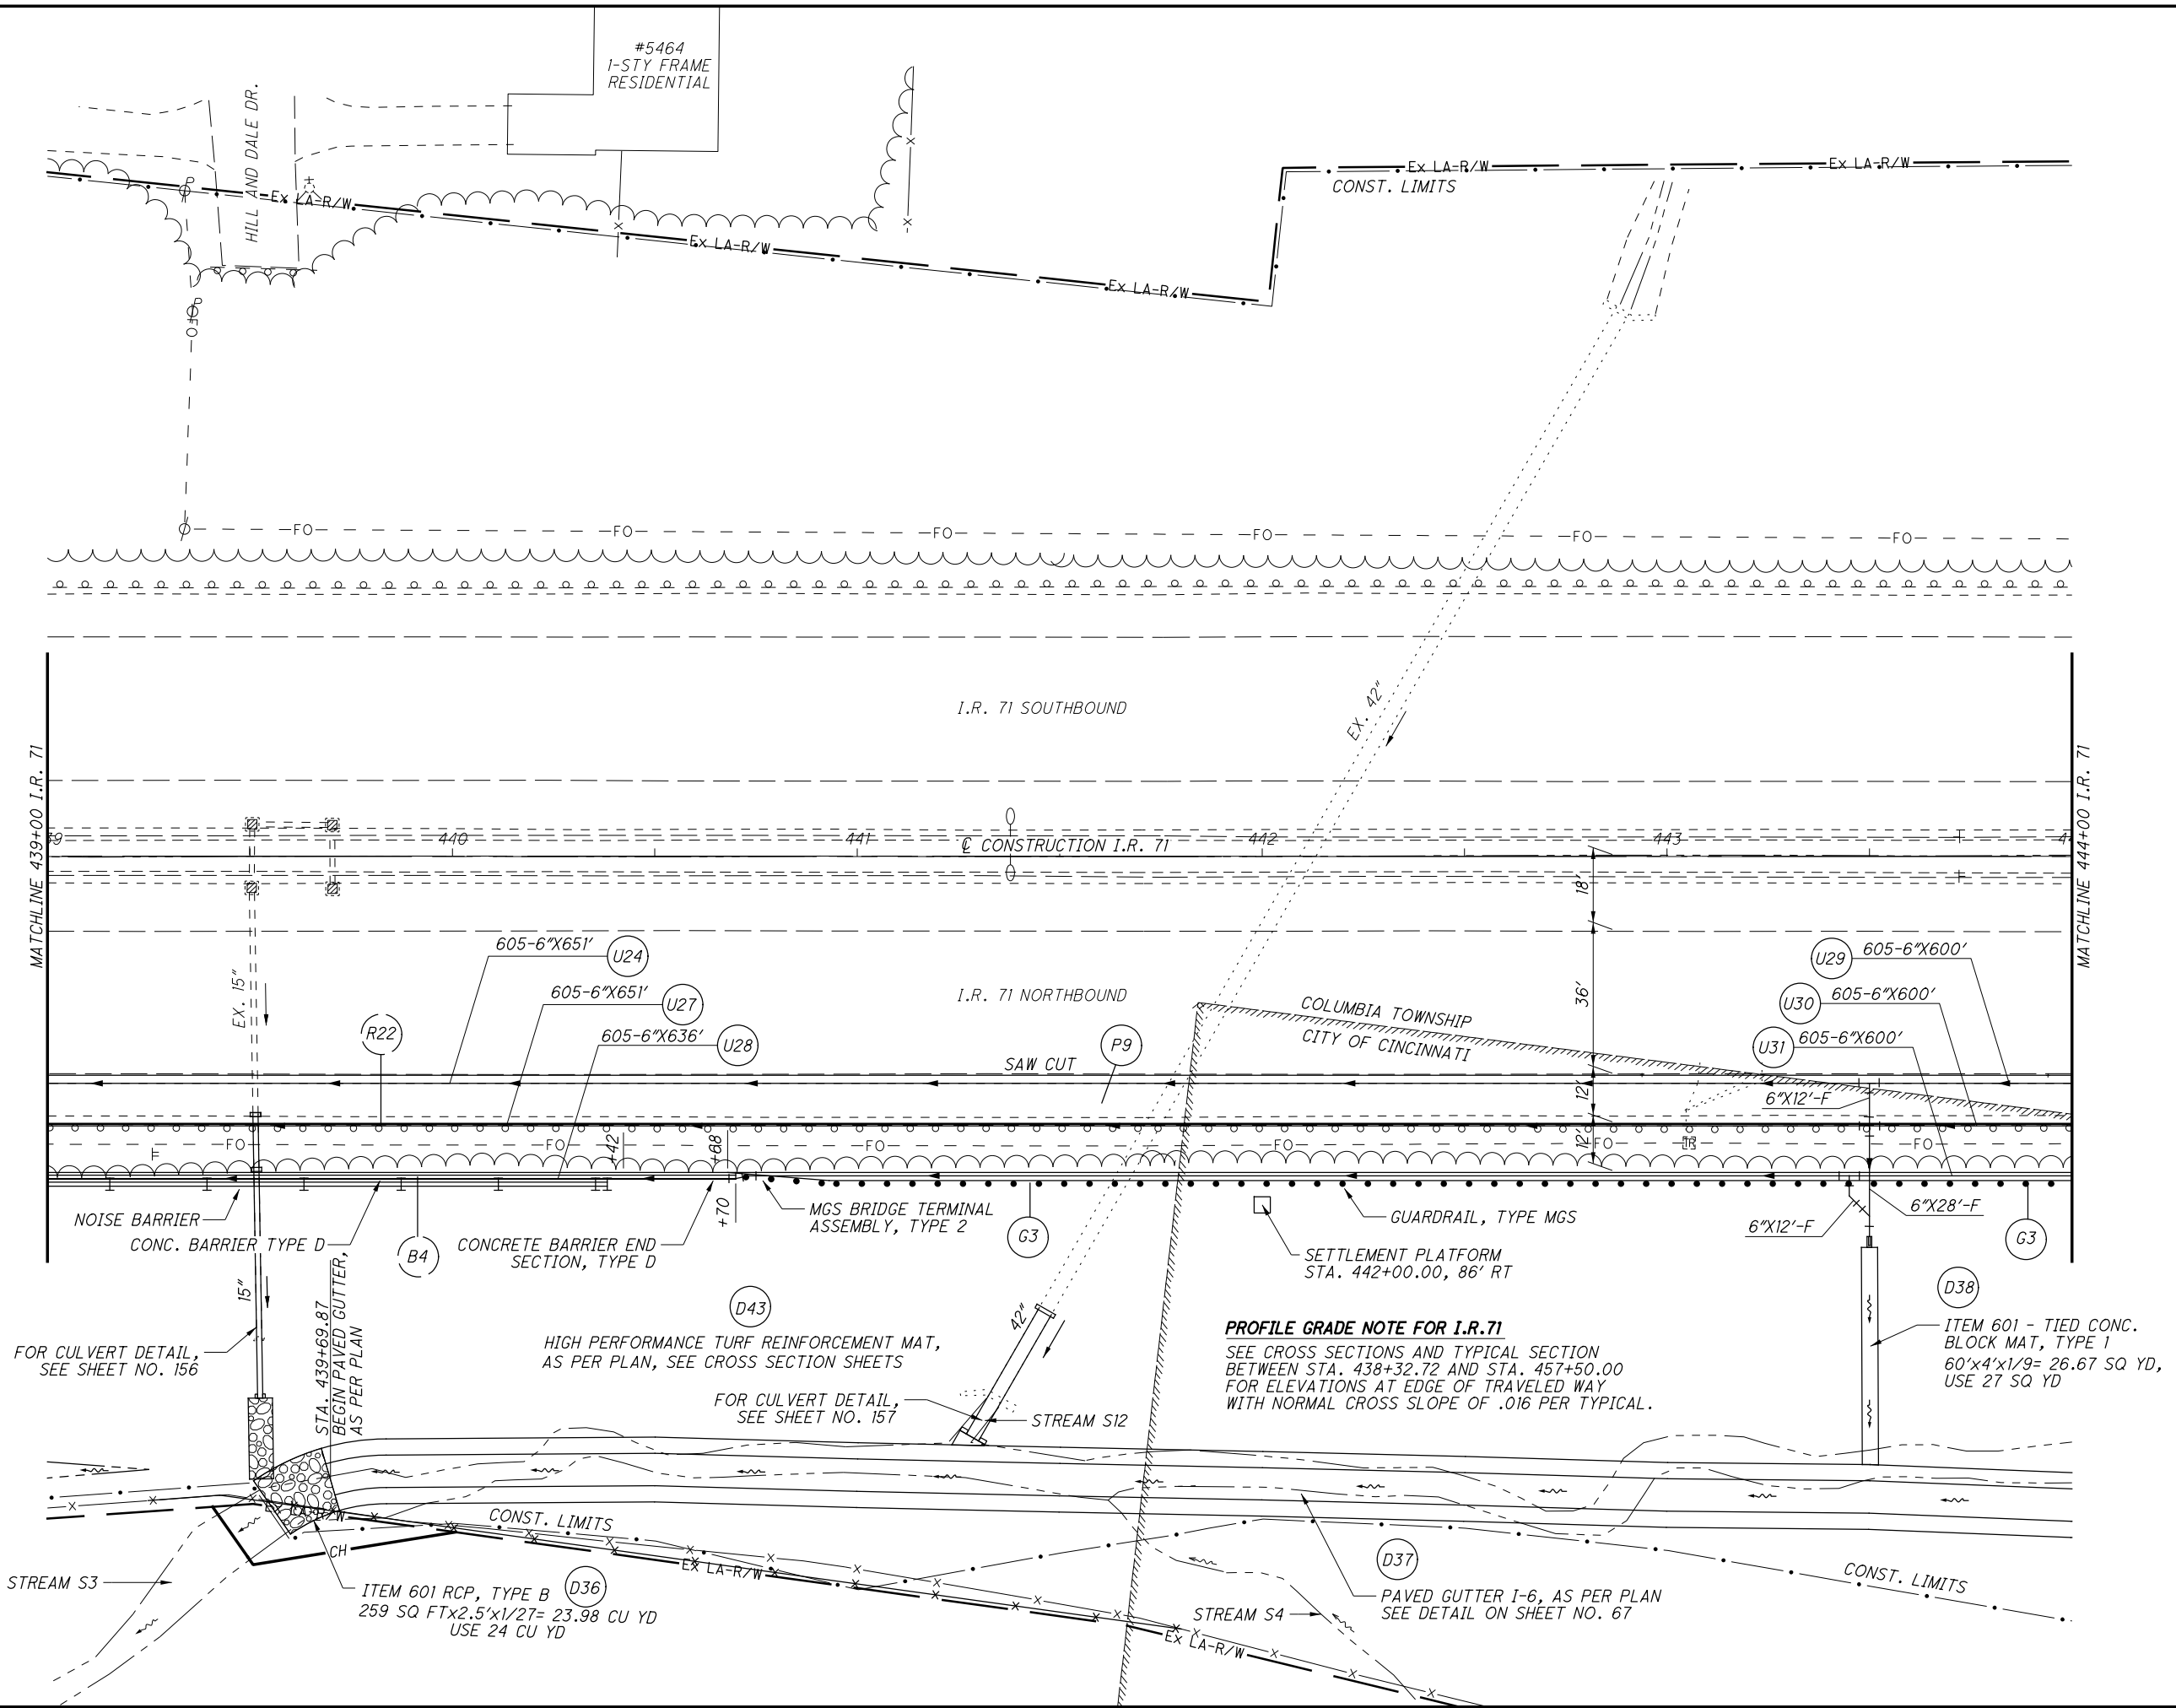 #5464
1-STY FRAME
RESIDENTIAL
HILL AND DALE DR.
Ex LA-R/W
Ex LA-R/W
Ex LA-R/W
Ex LA-R/W
Ex LA-R/W
CONST. LIMITS
P
P
FO
FO
FO
FO
FO
FO
FO
EX. 42"
I.R. 71 SOUTHBOUND
MATCHLINE 439+00 I.R. 71
MATCHLINE 444+00 I.R. 71
39
440
441
442
443
44
℄ CONSTRUCTION I.R. 71
18'
36'
12'
12'
EX. 15"
605-6"X651'
U24
605-6"X651'
U27
605-6"X636'
U28
R22
I.R. 71 NORTHBOUND
COLUMBIA TOWNSHIP
CITY OF CINCINNATI
P9
SAW CUT
U29
605-6"X600'
U30
605-6"X600'
U31
605-6"X600'
6"X12'-F
FO
FO
FO
FO
FO
FO
+42
+68
+70
NOISE BARRIER
CONC. BARRIER TYPE D
B4
CONCRETE BARRIER END
SECTION, TYPE D
MGS BRIDGE TERMINAL
ASSEMBLY, TYPE 2
G3
GUARDRAIL, TYPE MGS
SETTLEMENT PLATFORM
STA. 442+00.00, 86' RT
6"X12'-F
6"X28'-F
G3
15"
STA. 439+69.87
BEGIN PAVED GUTTER,
AS PER PLAN
FOR CULVERT DETAIL,
SEE SHEET NO. 156
D43
HIGH PERFORMANCE TURF REINFORCEMENT MAT,
AS PER PLAN, SEE CROSS SECTION SHEETS
42"
FOR CULVERT DETAIL,
SEE SHEET NO. 157
STREAM S12
PROFILE GRADE NOTE FOR I.R.71
SEE CROSS SECTIONS AND TYPICAL SECTION
BETWEEN STA. 438+32.72 AND STA. 457+50.00
FOR ELEVATIONS AT EDGE OF TRAVELED WAY
WITH NORMAL CROSS SLOPE OF .016 PER TYPICAL.
D38
ITEM 601 - TIED CONC.
BLOCK MAT, TYPE 1
60'x4'x1/9= 26.67 SQ YD,
USE 27 SQ YD
CONST. LIMITS
CH
Ex LA-R/W
STREAM S3
ITEM 601 RCP, TYPE B
D36
259 SQ FTx2.5'x1/27= 23.98 CU YD
USE 24 CU YD
STREAM S4
Ex LA-R/W
D37
PAVED GUTTER I-6, AS PER PLAN
SEE DETAIL ON SHEET NO. 67
CONST. LIMITS